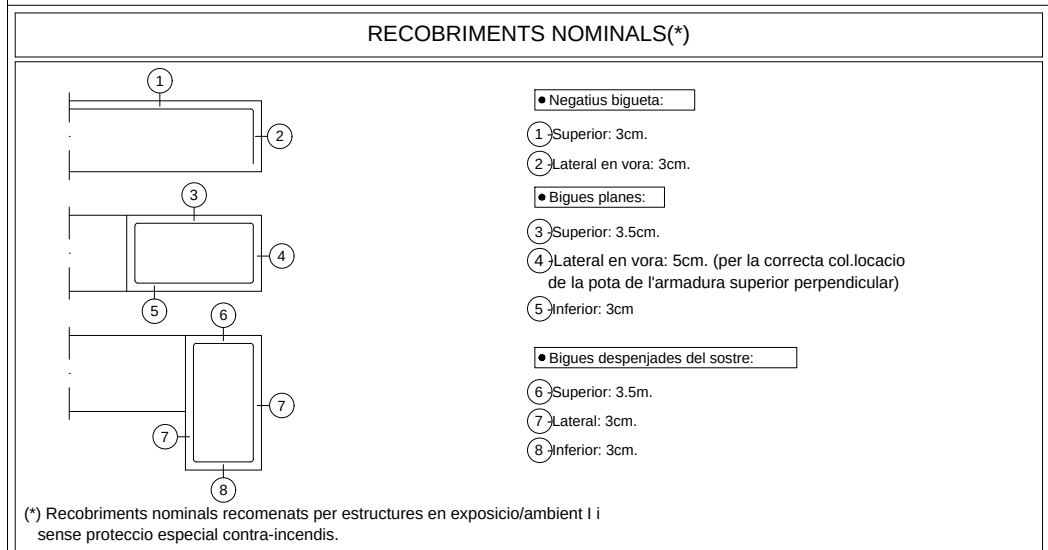 RECOBRIMENTS NOMINALS(*)
1
2
3
4
5
6
7
7
8
• Negatius bigueta:
1 -Superior: 3cm.
2 -Lateral en vora: 3cm.
• Bigues planes:
3 -Superior: 3.5cm.
4 -Lateral en vora: 5cm. (per la correcta col.locacio
de la pota de l'armadura superior perpendicular)
5 -Inferior: 3cm
• Bigues despenjades del sostre:
6 -Superior: 3.5m.
7 -Lateral: 3cm.
8 -Inferior: 3cm.
(*) Recobriments nominals recomenats per estructures en exposicio/ambient I i
sense proteccio especial contra-incendis.